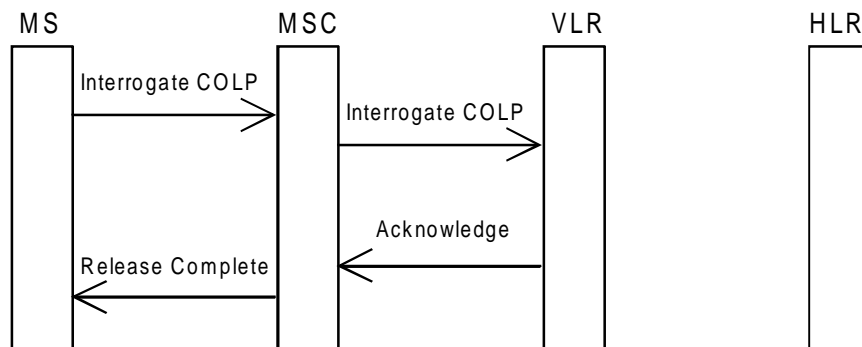 MS MSC VLR HLR
Interrogate COLP
Interrogate COLP
Acknowledge
Release Complete